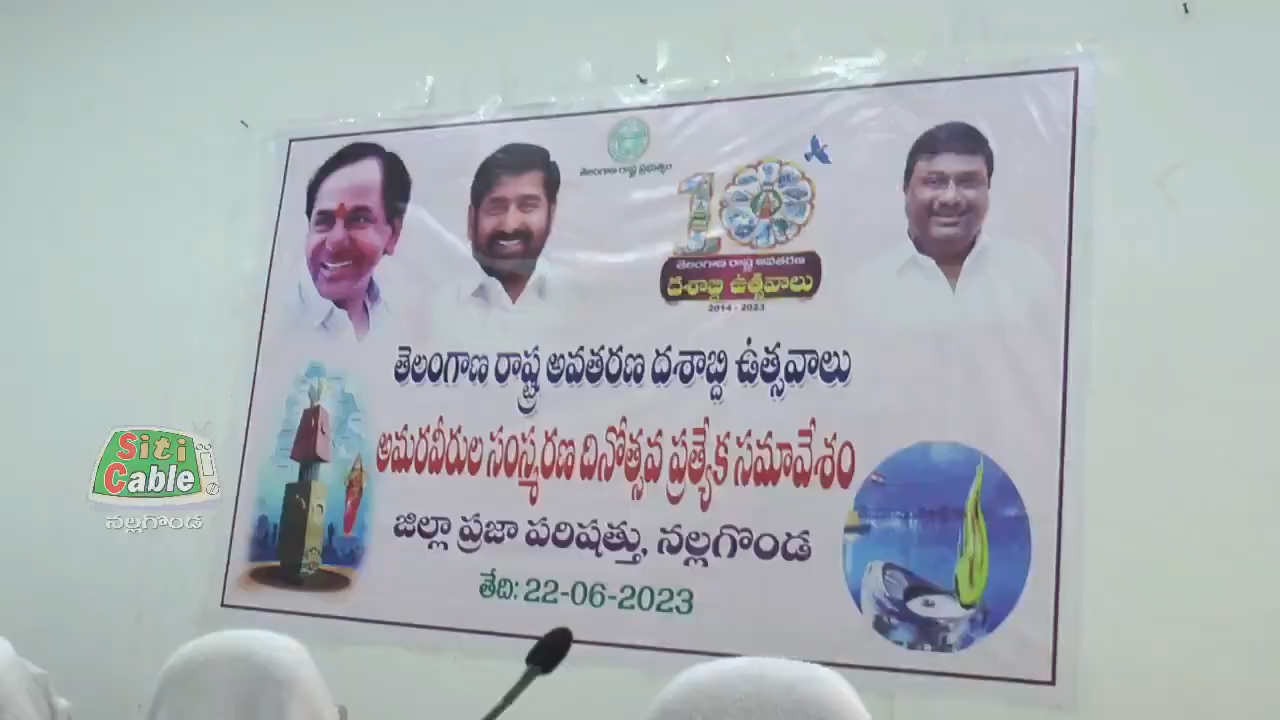 తెలంగాణ రాష్ట్ర ప్రభుత్వం
10
తెలంగాణ రాష్ట్ర అవతరణ
దశాబ్ది ఉత్సవాలు
2014 - 2023
తెలంగాణ రాష్ట్ర అవతరణ దశాబ్ది ఉత్సవాలు
అమరవీరుల సంస్మరణ దినోత్సవ ప్రత్యేక సమావేశం
జిల్లా ప్రజా పరిషత్తు, నల్లగొండ
తేది: 22-06-2023
Siti
Cable
నల్లగొండ